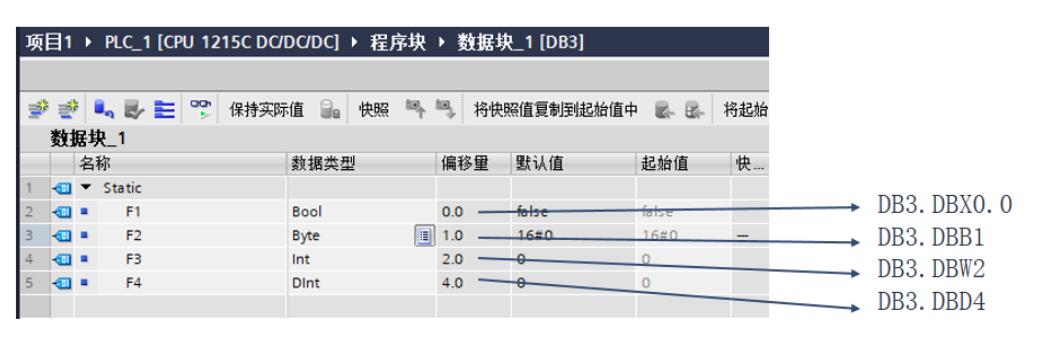 项目1 ▸ PLC_1 [CPU 1215C DC/DC/DC] ▸ 程序块 ▸ 数据块_1 [DB3]
保持实际值 快照 将快照值复制到起始值中 将起始
数据块_1
名称 数据类型 偏移量 默认值 起始值 快...
1 ▼ Static
2 F1 Bool 0.0 false false DB3. DBX0. 0
3 F2 Byte 1.0 16#0 16#0 — DB3. DBB1
4 F3 Int 2.0 0 0 DB3. DBW2
5 F4 DInt 4.0 0 0 DB3. DBD4